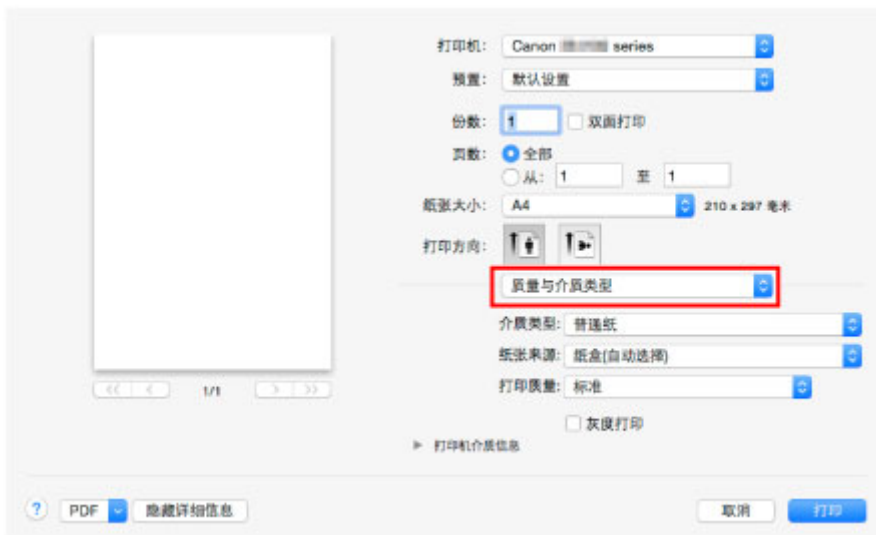 打印机: Canon series
预置: 默认设置
份数: 1 双面打印
页数: 全部
从: 1 至 1
纸张大小: A4 210 x 297 毫米
打印方向:
质量与介质类型
介质类型: 普通纸
纸张来源: 纸盒(自动选择)
打印质量: 标准
灰度打印
打印机介质信息
<< < 1/1 > >>
? PDF 隐藏详细信息 取消 打印